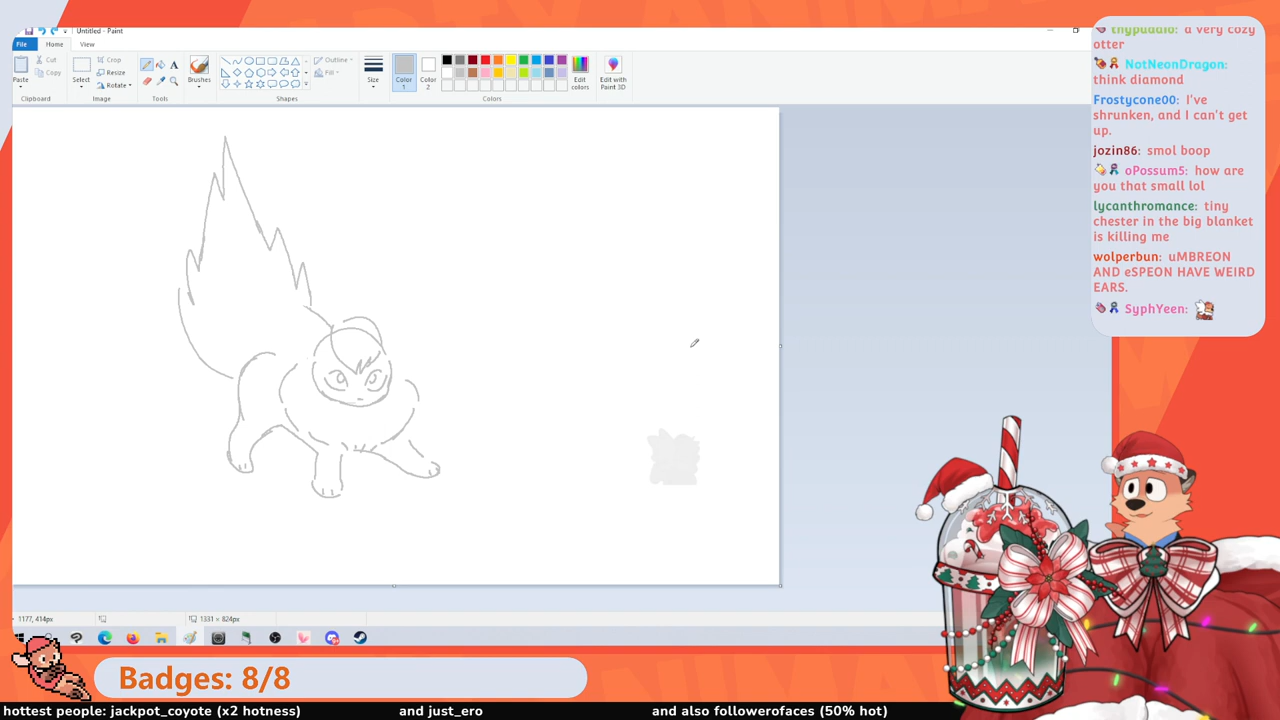 Untitled - Paint
File
Home
View
Paste
Cut
Copy
Clipboard
Select
Crop
Resize
Rotate
Image
A
Tools
Brushes
Outline
Fill
Shapes
Size
Color
1
Color
2
Edit
colors
Edit with
Paint 3D
Colors
a very cozy
otter
NotNeonDragon:
think diamond
Frostycone00: I've
shrunken, and I can't get
up.
jozin86: smol boop
oPossum5: how are
you that small lol
lycanthromance: tiny
chester in the big blanket
is killing me
wolperbun: uMBREON
AND eSPEON HAVE WEIRD
EARS.
SyphYeen:
1177, 414px
1331 × 824px
Badges: 8/8
hottest people: jackpot_coyote (x2 hotness)
and just_ero
and also followerofaces (50% hot)